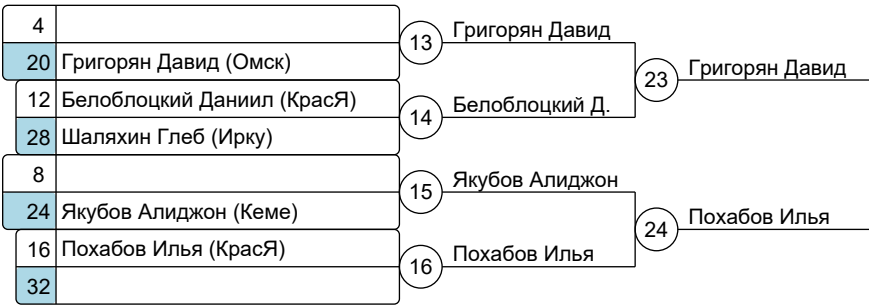 4
20 Григорян Давид (Омск)
13 Григорян Давид
12 Белоблоцкий Даниил (КрасЯ)
28 Шаляхин Глеб (Ирку)
14 Белоблоцкий Д.
23 Григорян Давид
8
24 Якубов Алиджон (Кеме)
15 Якубов Алиджон
16 Похабов Илья (КрасЯ)
32
16 Похабов Илья
24 Похабов Илья